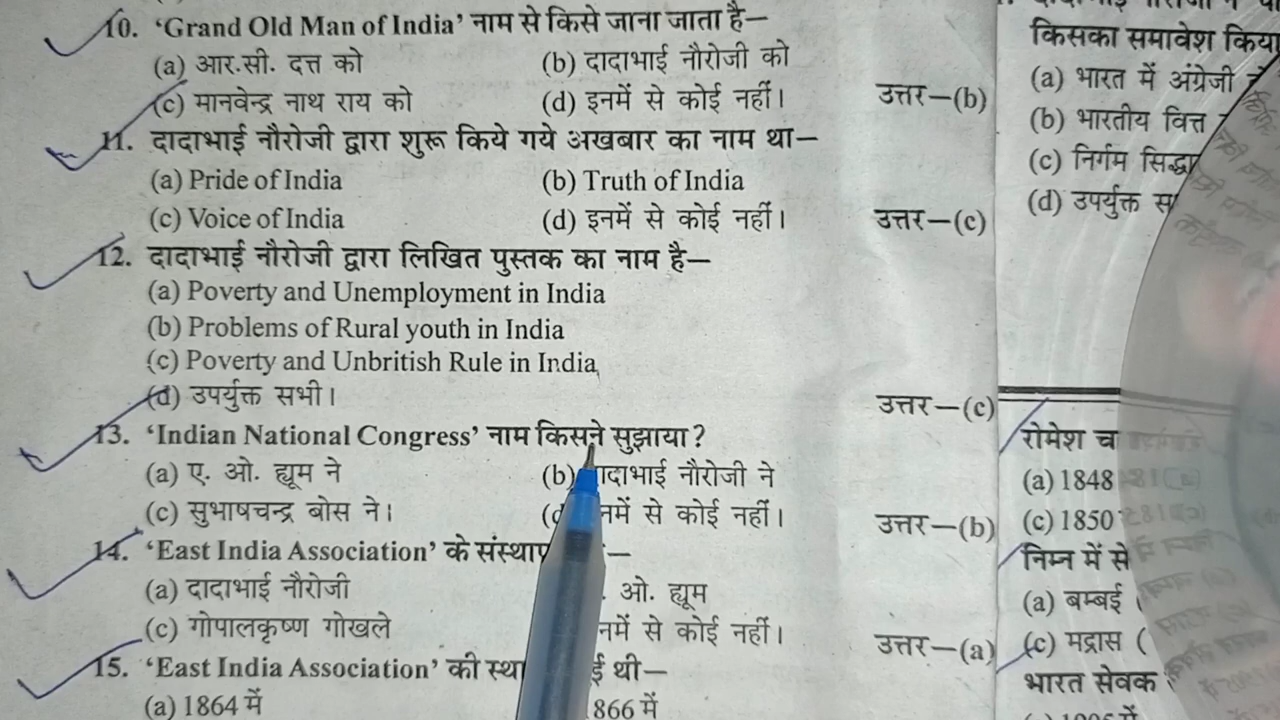 10. ‘Grand Old Man of India’ नाम से किसे जाना जाता है—
(a) आर.सी. दत्त को (b) दादाभाई नौरोजी को
(c) मानवेन्द्र नाथ राय को (d) इनमें से कोई नहीं। उत्तर—(b)
11. दादाभाई नौरोजी द्वारा शुरू किये गये अखबार का नाम था—
(a) Pride of India (b) Truth of India
(c) Voice of India (d) इनमें से कोई नहीं। उत्तर—(c)
12. दादाभाई नौरोजी द्वारा लिखित पुस्तक का नाम है—
(a) Poverty and Unemployment in India
(b) Problems of Rural youth in India
(c) Poverty and Unbritish Rule in India
(d) उपर्युक्त सभी। उत्तर—(c)
13. ‘Indian National Congress’ नाम किसने सुझाया?
(a) ए. ओ. ह्यूम ने (b) दादाभाई नौरोजी ने
(c) सुभाषचन्द्र बोस ने। इनमें से कोई नहीं। उत्तर—(b)
14. ‘East India Association’ के
(a) दादाभाई नौरोजी ओ. ह्यूम
(c) गोपालकृष्ण गोखले से कोई नहीं। उत्तर—(a)
15. ‘East India Association’ की थी—
(a) 1864 में 866 में
किसका समावेश किया
(a) भारत में अंग्रेजी
(b) भारतीय वित्त
(c) निर्गम
(d) उपर्युक्त
रोमेश
(a) 1848
(c) 1850
निम्न में से
(a) बम्बई
(c) मद्रास (
भारत सेवक